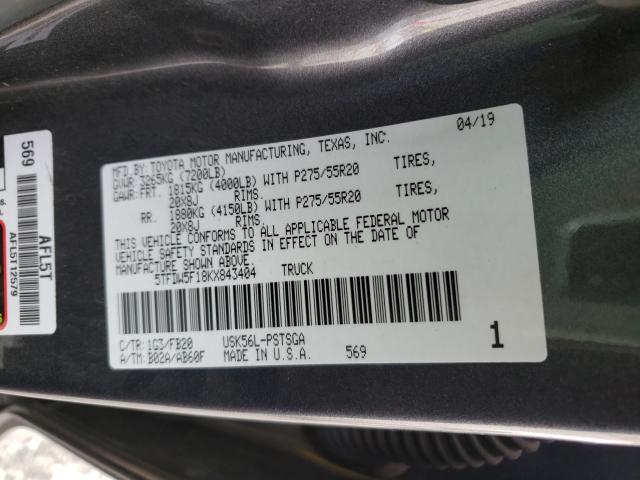 04/19
MFD.BY:TOYOTA MOTOR MANUFACTURING, TEXAS, INC.
GVWR 3265KG (7200LB)
GAWR:FRT. 1815KG (4000LB) WITH P275/55R20 TIRES,
20X8J RIMS.
RR. 1880KG (4150LB) WITH P275/55R20 TIRES,
20X8J RIMS.
THIS VEHICLE CONFORMS TO ALL APPLICABLE FEDERAL MOTOR
VEHICLE SAFETY STANDARDS IN EFFECT ON THE DATE OF
MANUFACTURE SHOWN ABOVE.
5TFDW5F18KX843404 TRUCK
C/TR: 1G3/FB20 USK56L-PSTSGA
A/TM: B02A/AB60F MADE IN U.S.A. 569
1
569
AFL5T
AFL5T12579